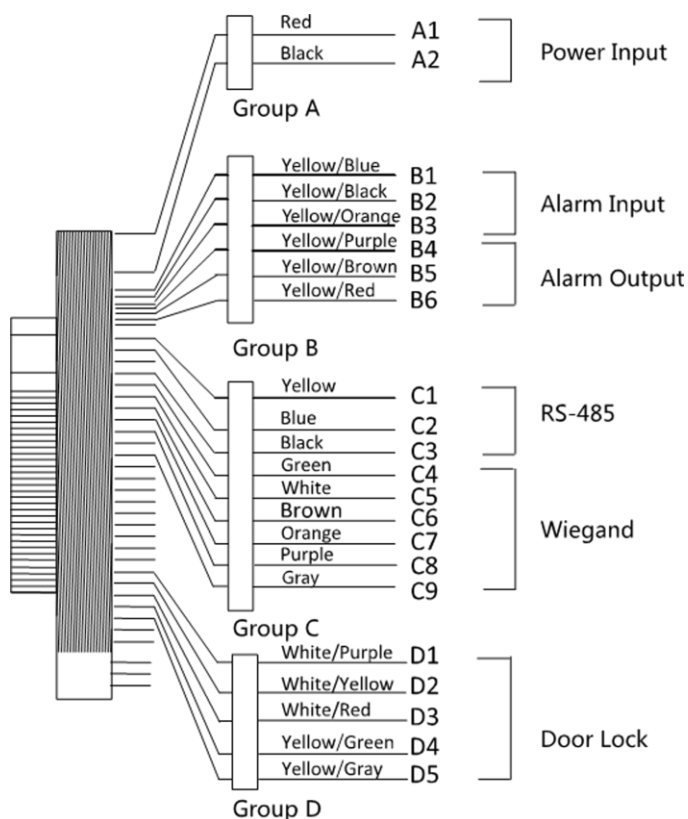 Red A1
Black A2
Power Input
Group A
Yellow/Blue B1
Yellow/Black B2
Yellow/Orange B3
Alarm Input
Yellow/Purple B4
Yellow/Brown B5
Yellow/Red B6
Alarm Output
Group B
Yellow C1
Blue C2
Black C3
RS-485
Green C4
White C5
Brown C6
Orange C7
Purple C8
Gray C9
Wiegand
Group C
White/Purple D1
White/Yellow D2
White/Red D3
Yellow/Green D4
Yellow/Gray D5
Door Lock
Group D